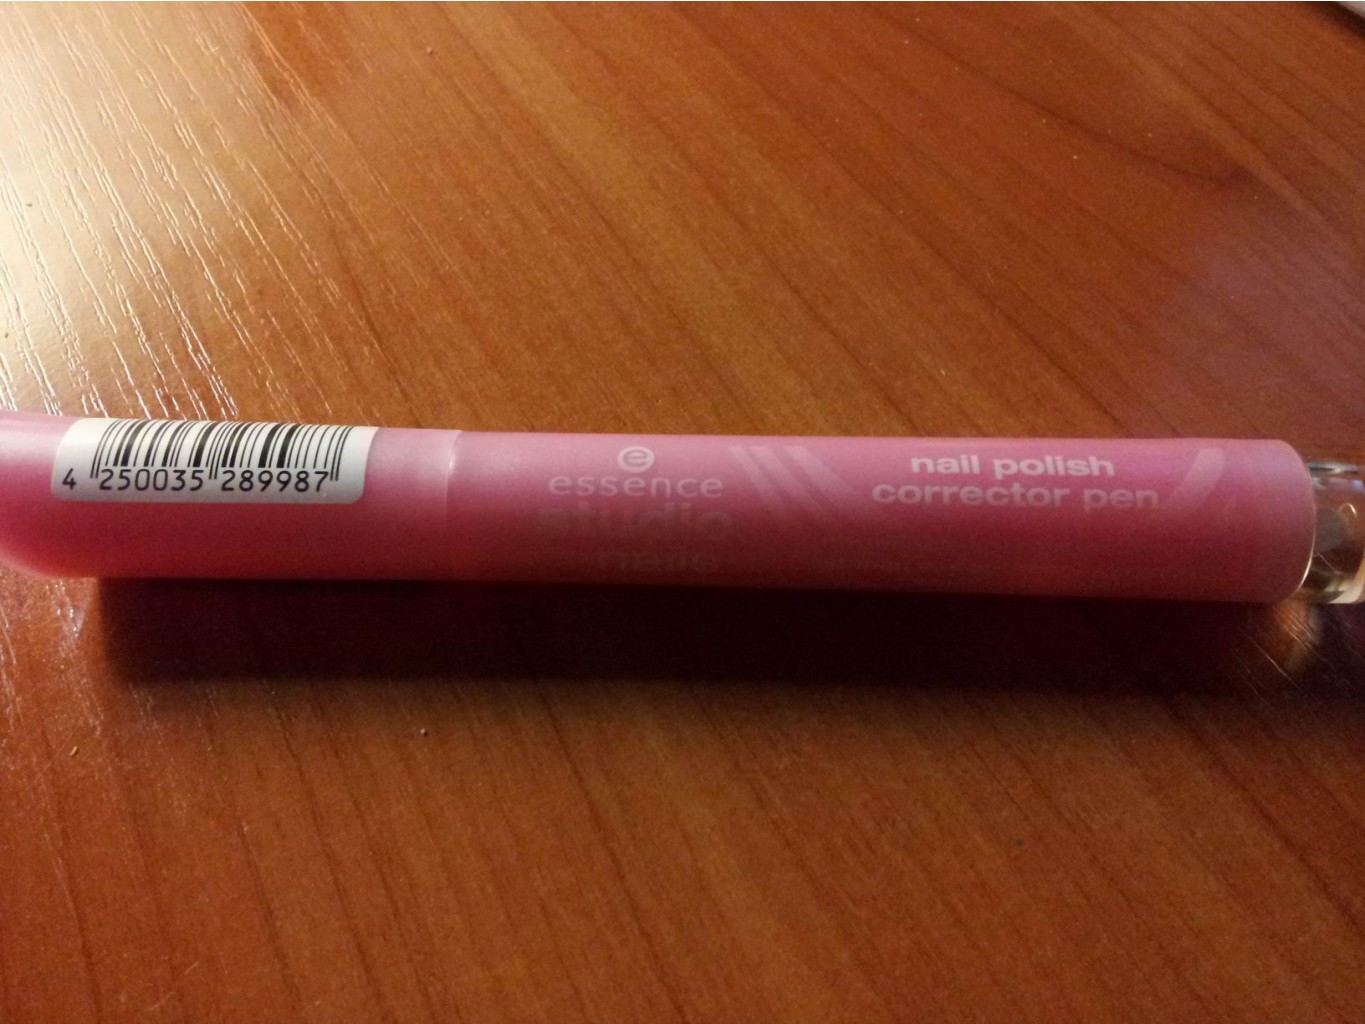 4 250035 289987
e
essence
studio
nails
nail polish
corrector pen